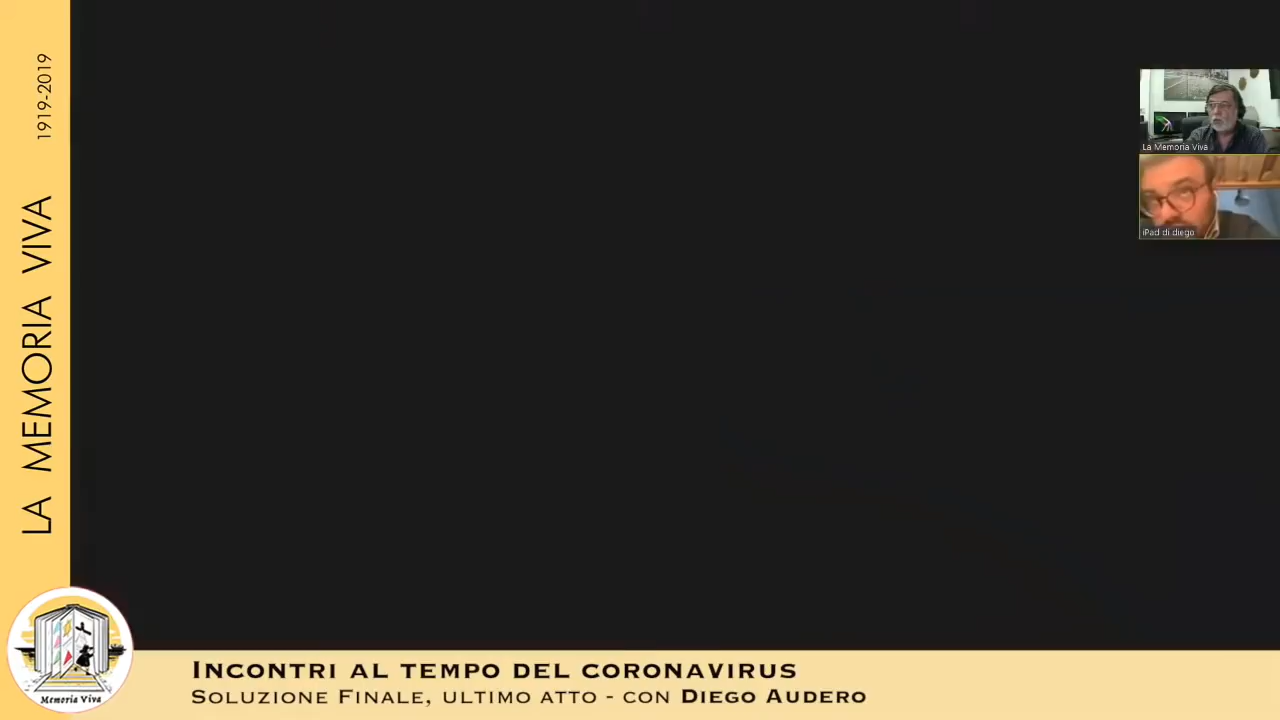 LA MEMORIA VIVA 1919-2019
La Memoria Viva
iPad di diego
Memoria Viva
INCONTRI AL TEMPO DEL CORONAVIRUS
SOLUZIONE FINALE, ULTIMO ATTO - CON DIEGO AUDERO